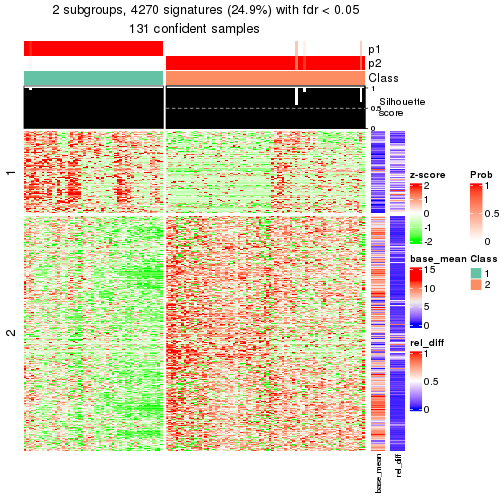 2 subgroups, 4270 signatures (24.9%) with fdr < 0.05
131 confident samples
p1
p2
Class
1
0.5
0
Silhouette
score
1
2
z-score
2
1
0
-1
-2
Prob
1
0.5
0
base_mean
15
10
5
0
Class
1
2
rel_diff
1
0.5
0
base_mean
rel_diff